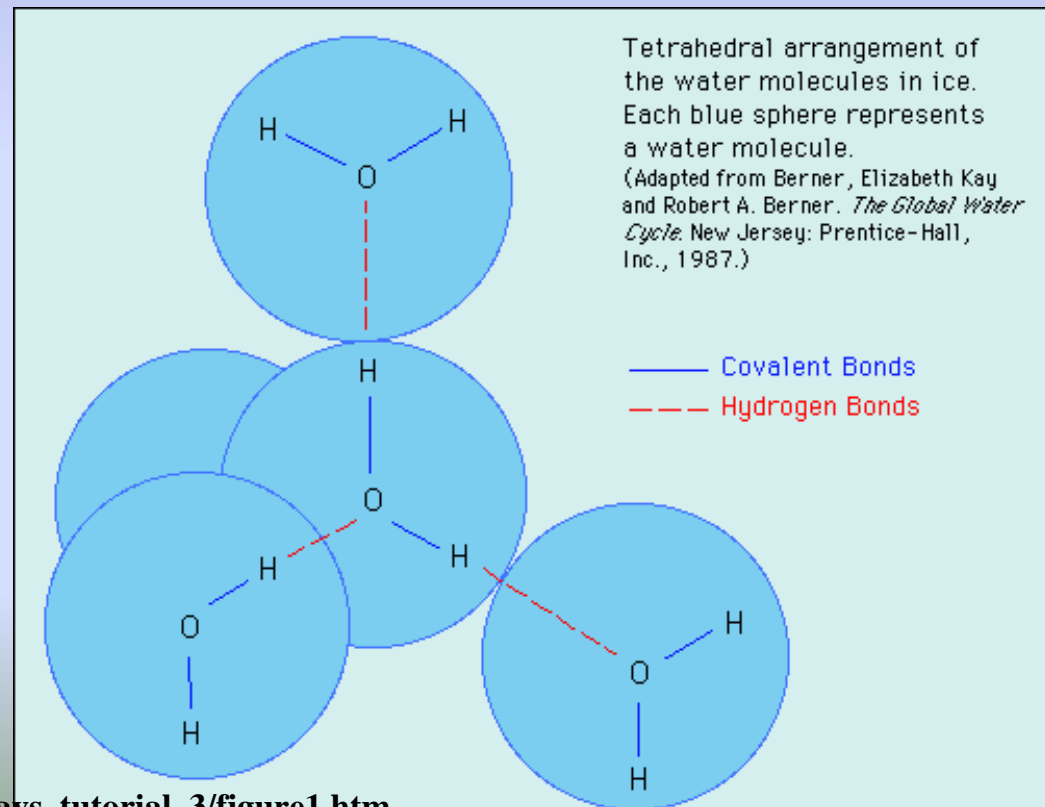 Tetrahedral arrangement of
the water molecules in ice.
Each blue sphere represents
a water molecule.
(Adapted from Berner, Elizabeth Kay
and Robert A. Berner. The Global Water
Cycle. New Jersey: Prentice-Hall,
Inc., 1987.)
H H
O
H
Covalent Bonds
Hydrogen Bonds
O
H H
O H
O
H
H
tutorial_3/figure1.htm